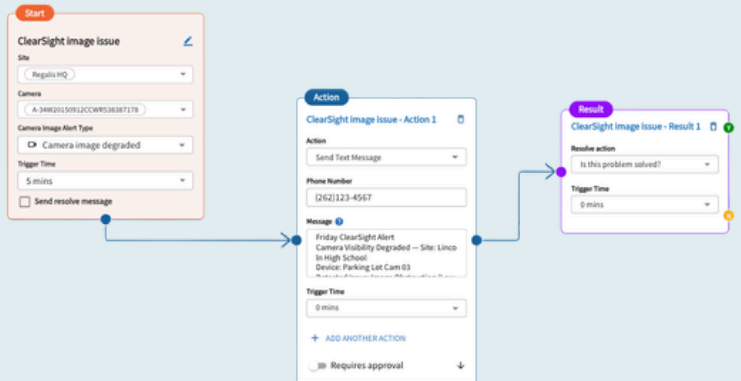 Start
ClearSight image issue
Site
Regalis HQ
Camera
A-34W20150912CCWR538387178
Camera Image Alert Type
Camera image degraded
Trigger Time
5 mins
Send resolve message
Action
ClearSight image issue - Action 1
Action
Send Text Message
Phone Number
(262)123-4567
Message
Friday ClearSight Alert
Camera Visibility Degraded — Site: Linco
ln High School
Device: Parking Lot Cam 03
Trigger Time
0 mins
+ ADD ANOTHER ACTION
Requires approval
Result
ClearSight image issue - Result 1
Resolve action
Is this problem solved?
Trigger Time
0 mins
Y
N